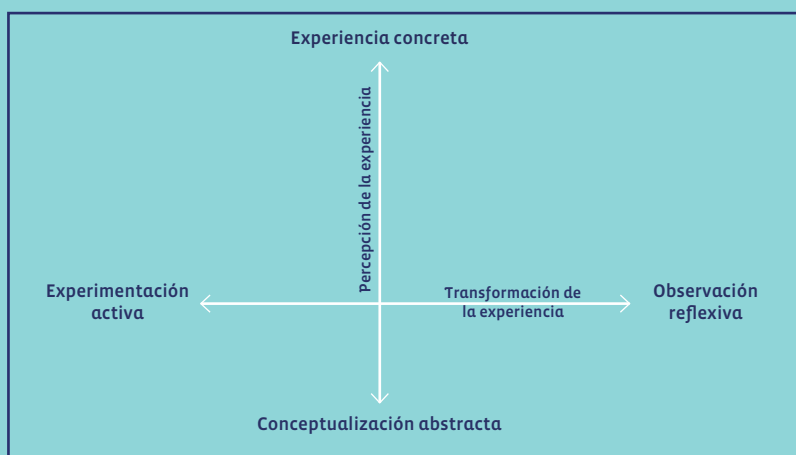 Experiencia concreta
Percepción de la experiencia
Experimentación
activa
Transformación de
la experiencia
Observación
reflexiva
Conceptualización abstracta